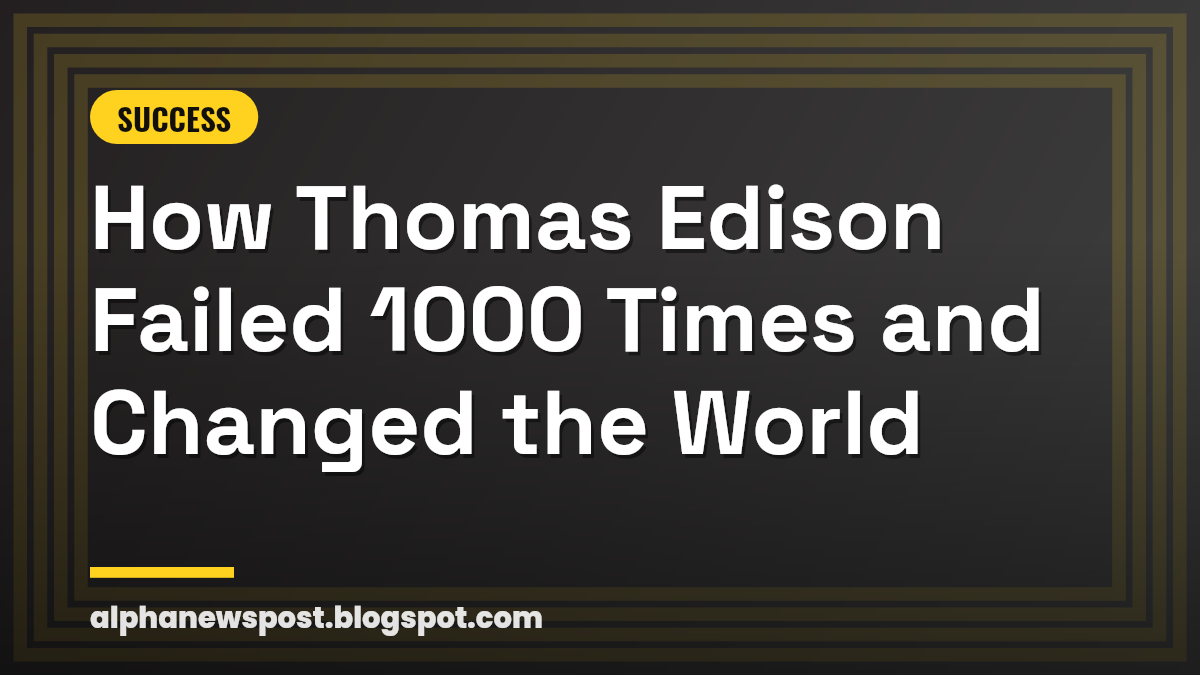 SUCCESS
How Thomas Edison
Failed 1000 Times and
Changed the World
alphanewspost.blogspot.com